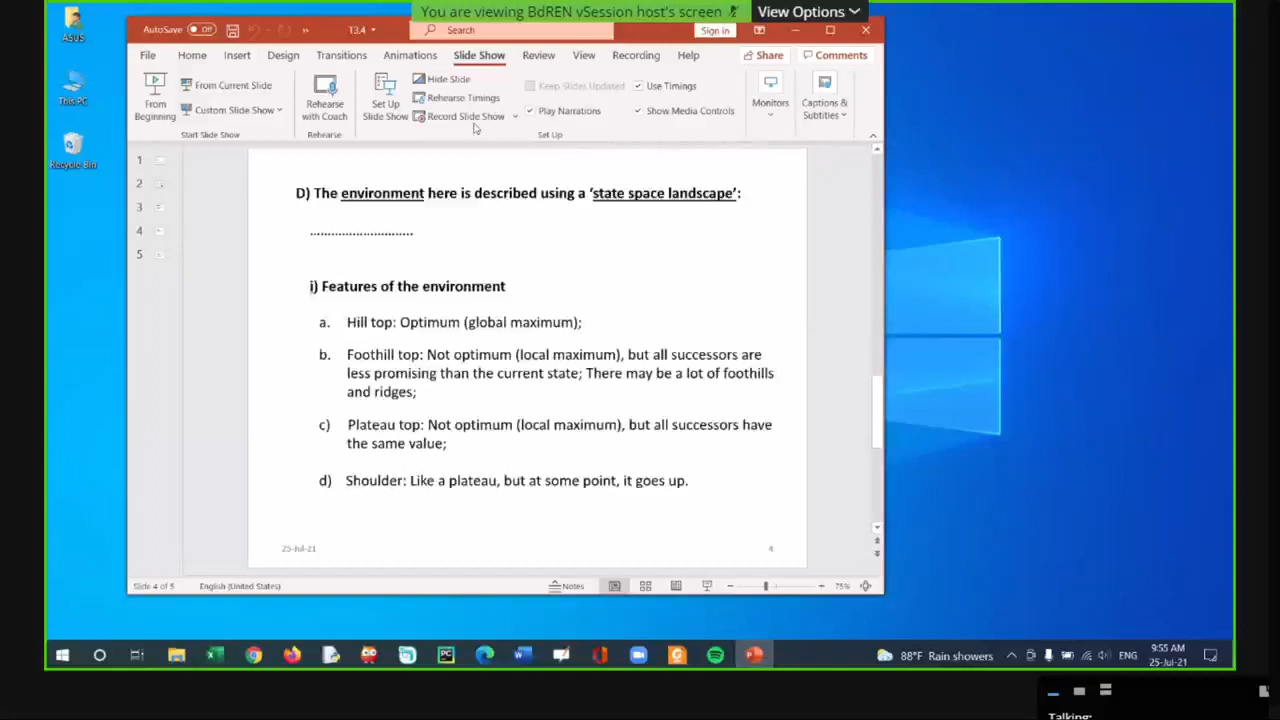 You are viewing BdREN vSession host's screen
View Options
ASUS
This PC
Recycle Bin
AutoSave
Off
T3.4
Search
Sign in
File Home Insert Design Transitions Animations Slide Show Review View Recording Help Share Comments
From Beginning
From Current Slide
Custom Slide Show
Start Slide Show
Rehearse with Coach
Rehearse
Set Up Slide Show
Hide Slide
Rehearse Timings
Record Slide Show
Keep Slides Updated
Use Timings
Play Narrations
Show Media Controls
Set Up
Monitors
Captions & Subtitles
1
2
3
4
5
D) The environment here is described using a ‘state space landscape’:
............................
i) Features of the environment
a. Hill top: Optimum (global maximum);
b. Foothill top: Not optimum (local maximum), but all successors are
less promising than the current state; There may be a lot of foothills
and ridges;
c) Plateau top: Not optimum (local maximum), but all successors have
the same value;
d) Shoulder: Like a plateau, but at some point, it goes up.
25-Jul-21
4
Slide 4 of 5
English (United States)
Notes
75%
88°F Rain showers
ENG
9:55 AM
25-Jul-21
Talking: